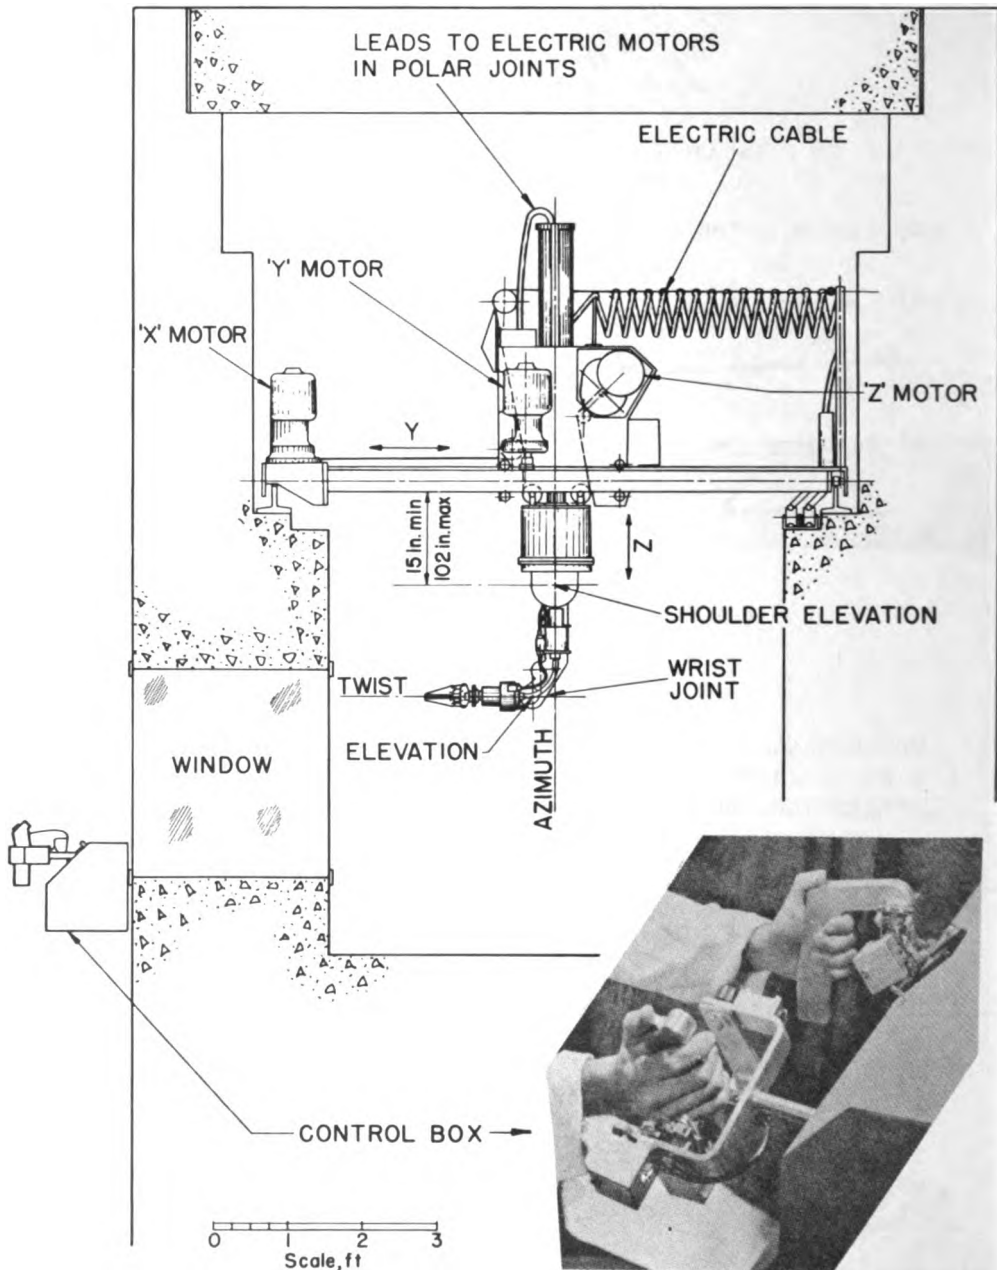 LEADS TO ELECTRIC MOTORS
IN POLAR JOINTS
ELECTRIC CABLE
'Y' MOTOR
'X' MOTOR
'Z' MOTOR
Y
15 in. min
102 in. max
Z
SHOULDER ELEVATION
WRIST
JOINT
TWIST
ELEVATION
AZIMUTH
WINDOW
CONTROL BOX
0 1 2 3
Scale, ft